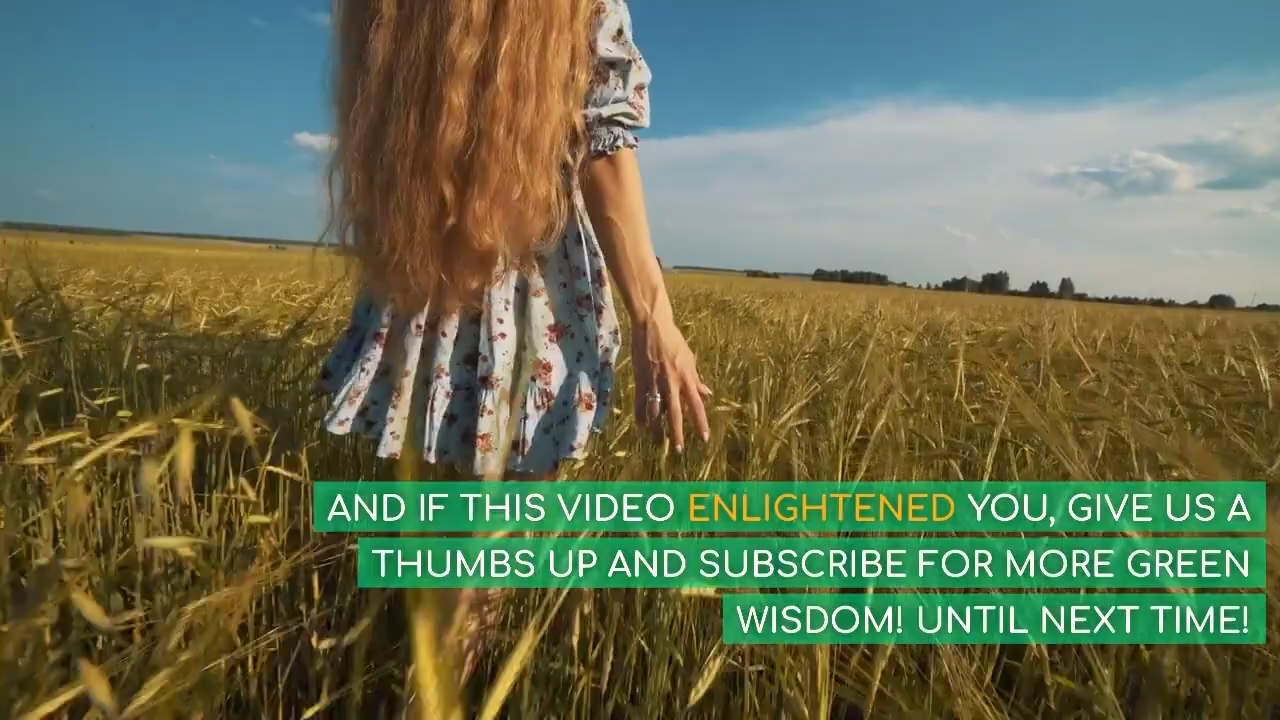 AND IF THIS VIDEO ENLIGHTENED YOU, GIVE US A
THUMBS UP AND SUBSCRIBE FOR MORE GREEN
WISDOM! UNTIL NEXT TIME!